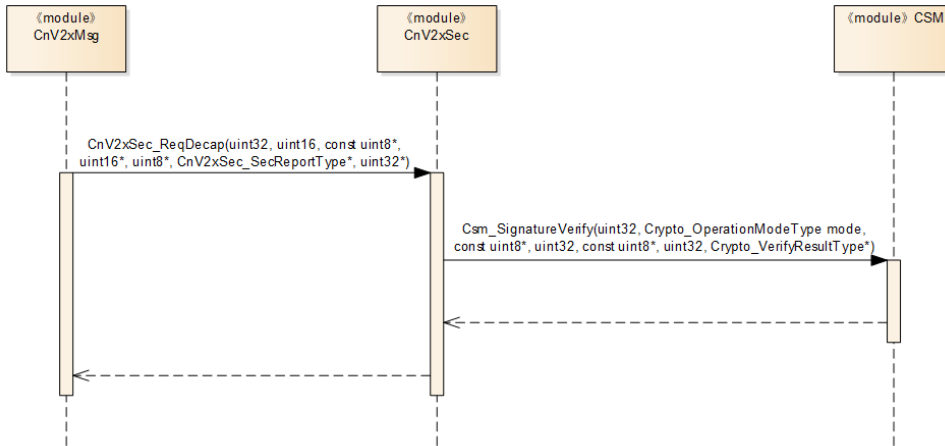 《module》
CnV2xMsg
《module》
CnV2xSec
《module》 CSM
CnV2xSec_ReqDecap(uint32, uint16, const uint8*,
uint16*, uint8*, CnV2xSec_SecReportType*, uint32*)
Csm_SignatureVerify(uint32, Crypto_OperationModeType mode,
const uint8*, uint32, const uint8*, uint32, Crypto_VerifyResultType*)